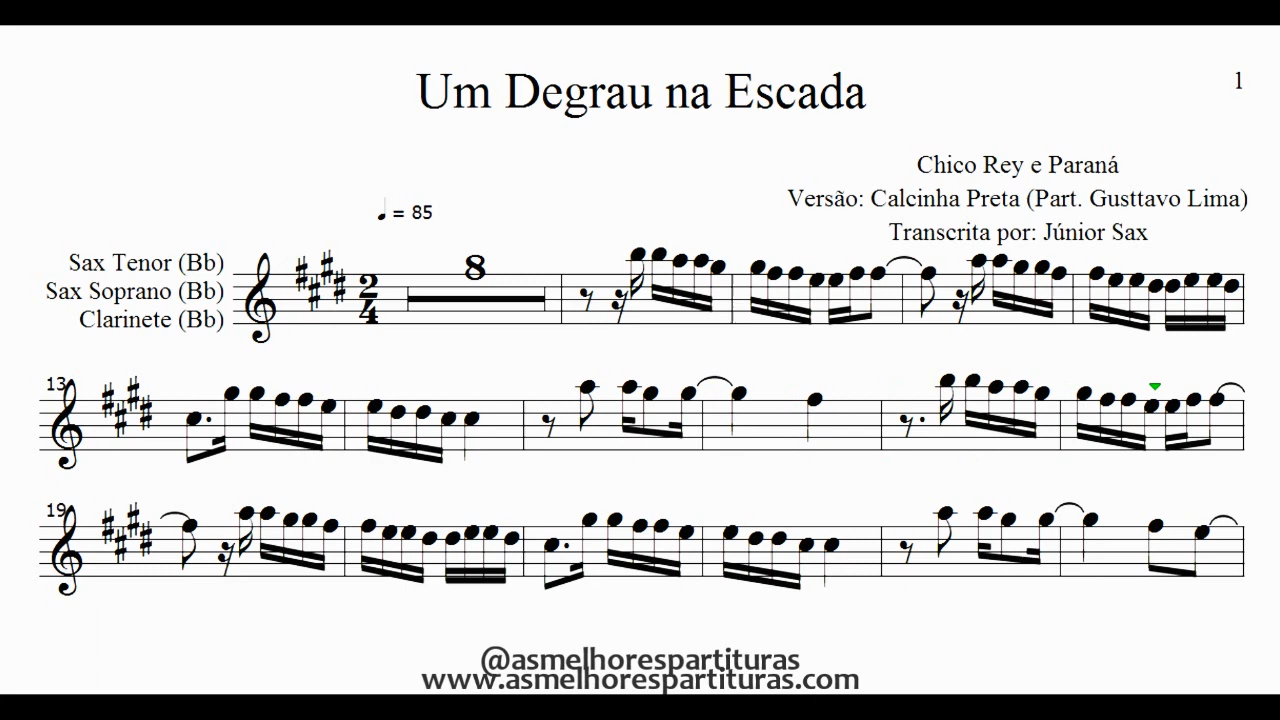 Um Degrau na Escada
1
Chico Rey e Paraná
Versão: Calcinha Preta (Part. Gusttavo Lima)
Transcrita por: Júnior Sax
= 85
Sax Tenor (Bb)
Sax Soprano (Bb)
Clarinete (Bb)
2
4
8
13
19
@asmelhorespartituras
www.asmelhorespartituras.com